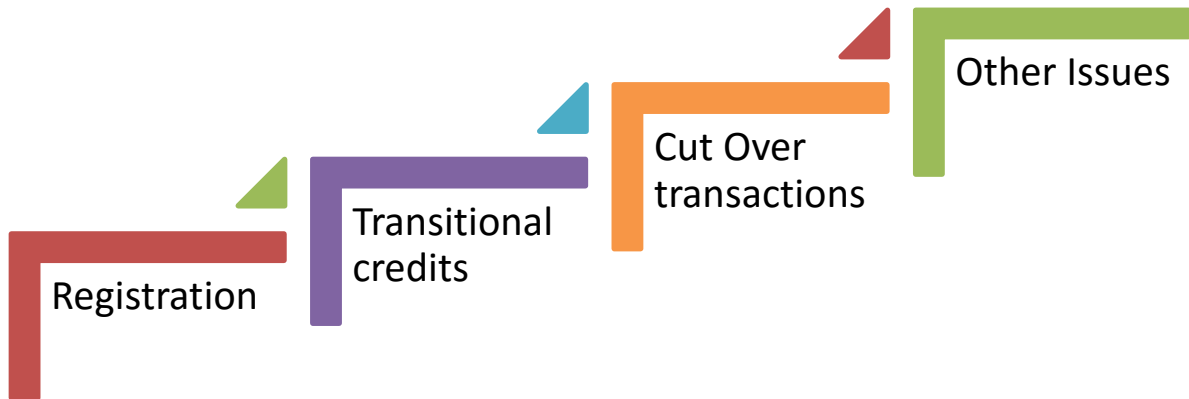 Registration
Transitional
credits
Cut Over
transactions
Other Issues